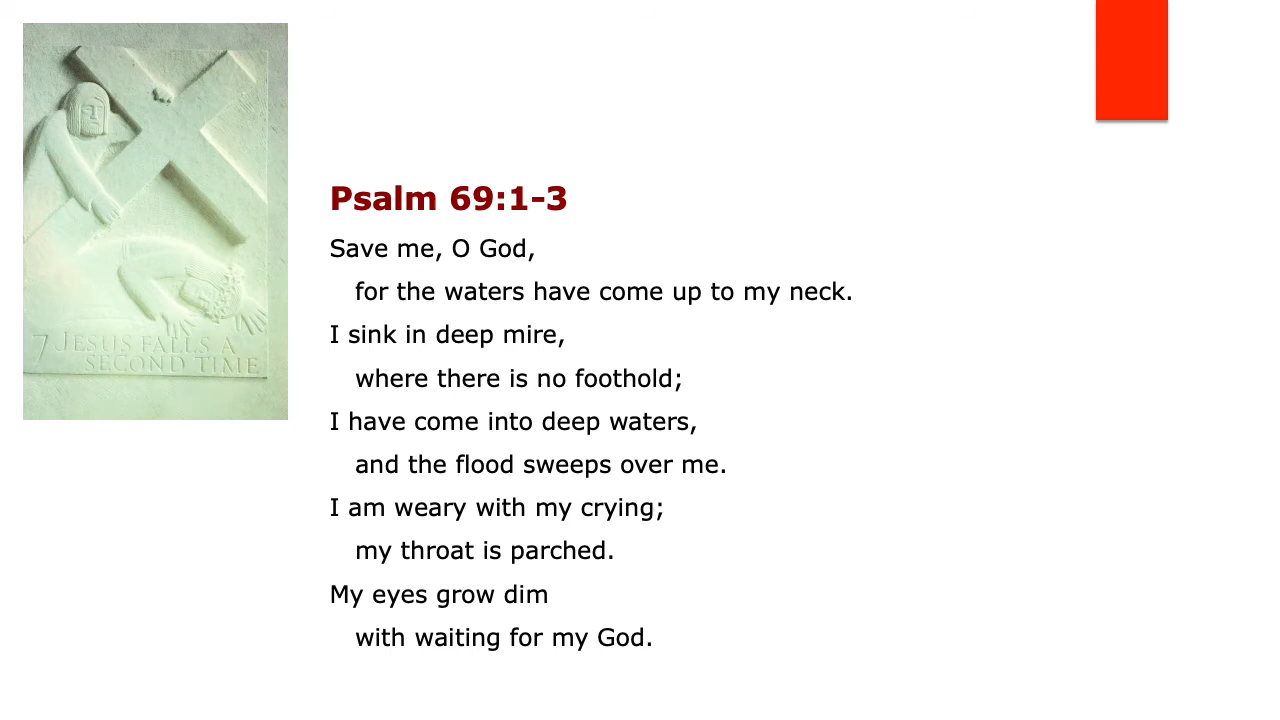 7 JESUS FALLS A
SECOND TIME
Psalm 69:1-3
Save me, O God,
for the waters have come up to my neck.
I sink in deep mire,
where there is no foothold;
I have come into deep waters,
and the flood sweeps over me.
I am weary with my crying;
my throat is parched.
My eyes grow dim
with waiting for my God.